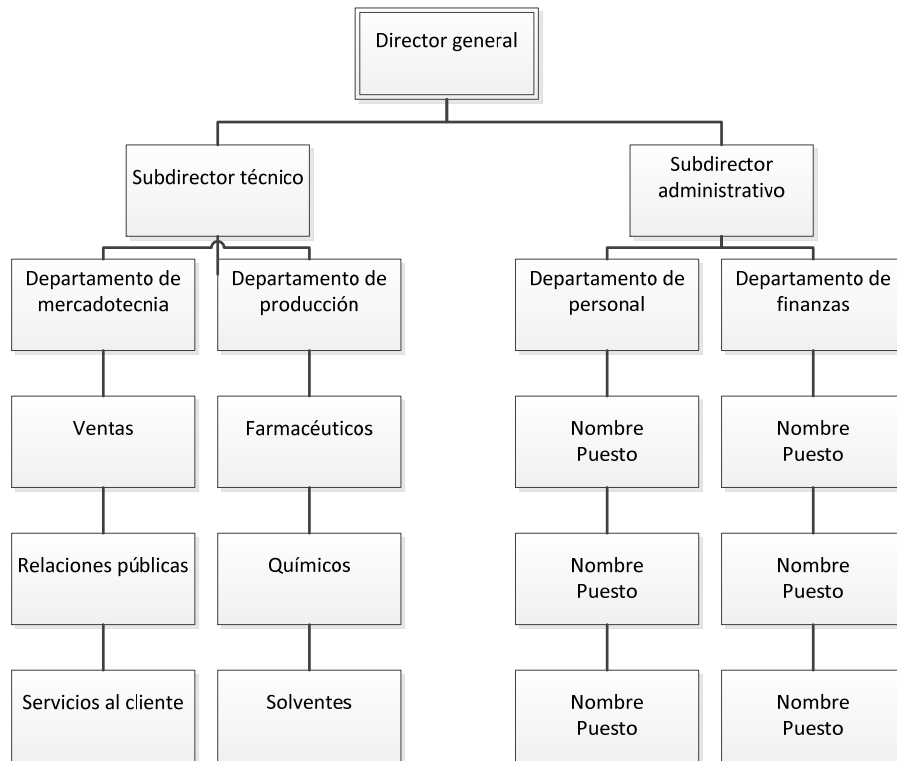 Director general
Subdirector técnico
Subdirector
administrativo
Departamento de
mercadotecnia
Departamento de
producción
Departamento de
personal
Departamento de
finanzas
Ventas
Farmacéuticos
Nombre
Puesto
Nombre
Puesto
Relaciones públicas
Químicos
Nombre
Puesto
Nombre
Puesto
Servicios al cliente
Solventes
Nombre
Puesto
Nombre
Puesto